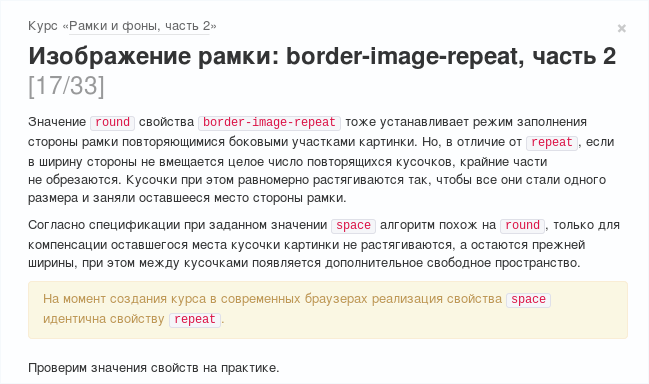 Курс «Рамки и фоны, часть 2»
×
Изображение рамки: border-image-repeat, часть 2
[17/33]
Значение round свойства border-image-repeat тоже устанавливает режим заполнения
стороны рамки повторяющимися боковыми участками картинки. Но, в отличие от repeat, если
в ширину стороны не вмещается целое число повторящихся кусочков, крайние части
не обрезаются. Кусочки при этом равномерно растягиваются так, чтобы все они стали одного
размера и заняли оставшееся место стороны рамки.
Согласно спецификации при заданном значении space алгоритм похож на round, только для
компенсации оставшегося места кусочки картинки не растягиваются, а остаются прежней
ширины, при этом между кусочками появляется дополнительное свободное пространство.
На момент создания курса в современных браузерах реализация свойства space
идентична свойству repeat.
Проверим значения свойств на практике.